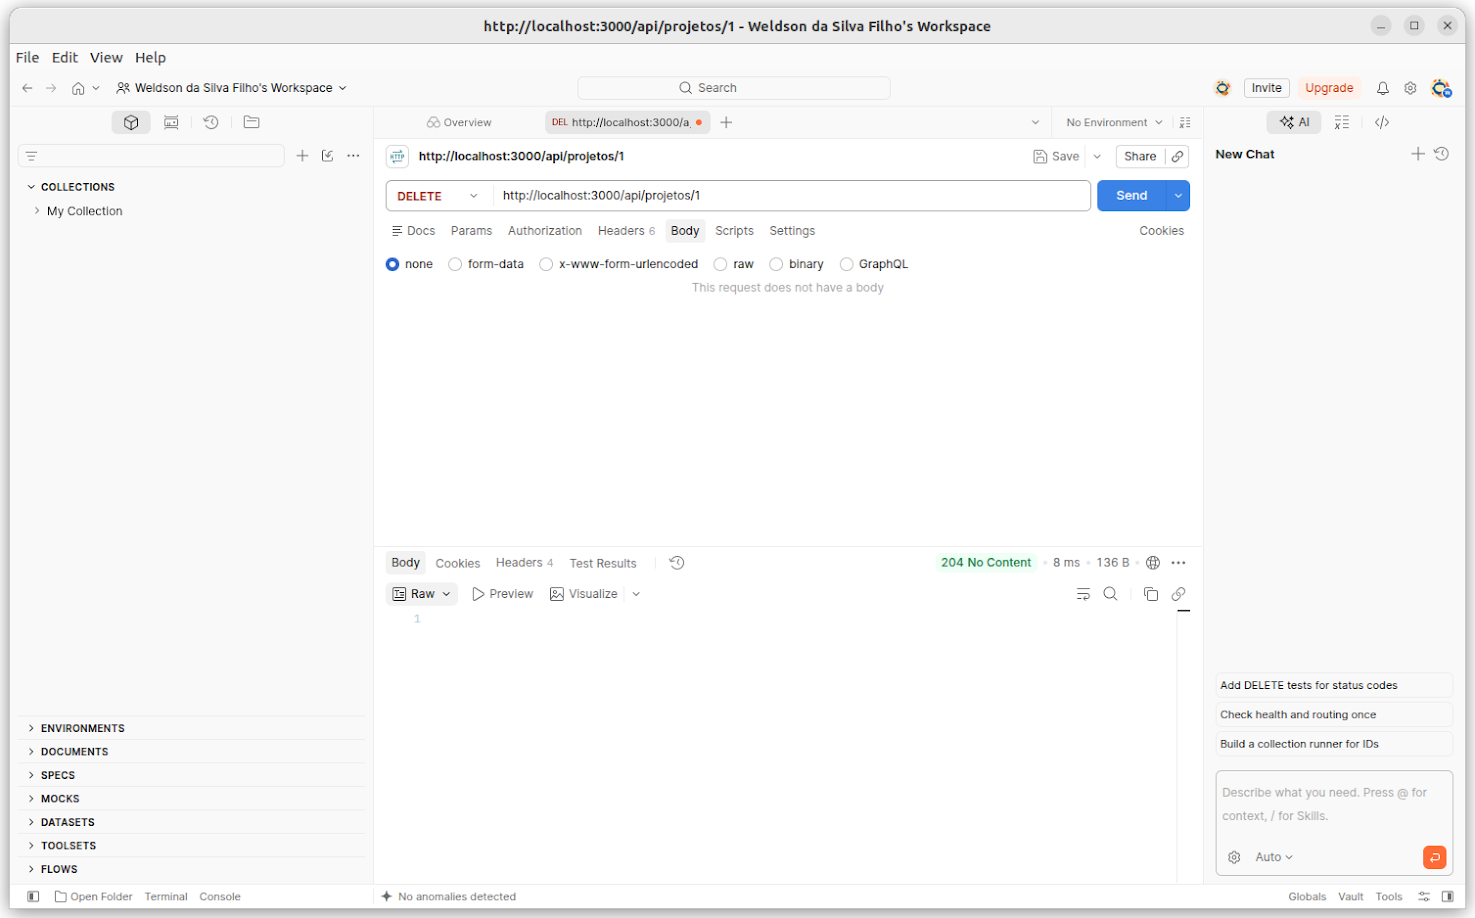 http://localhost:3000/api/projetos/1 - Weldson da Silva Filho's Workspace
File Edit View Help
Weldson da Silva Filho's Workspace
Search
Invite
Upgrade
Overview
DEL http://localhost:3000/a
No Environment
AI
http://localhost:3000/api/projetos/1
Save
Share
New Chat
COLLECTIONS
My Collection
DELETE http://localhost:3000/api/projetos/1
Send
Docs Params Authorization Headers 6 Body Scripts Settings
Cookies
none form-data x-www-form-urlencoded raw binary GraphQL
This request does not have a body
Body Cookies Headers 4 Test Results
204 No Content • 8 ms • 136 B
Raw Preview Visualize
1
Add DELETE tests for status codes
Check health and routing once
Build a collection runner for IDs
ENVIRONMENTS
DOCUMENTS
SPECS
MOCKS
DATASETS
TOOLSETS
FLOWS
Describe what you need. Press @ for
context, / for Skills.
Auto
Open Folder Terminal Console
No anomalies detected
Globals Vault Tools